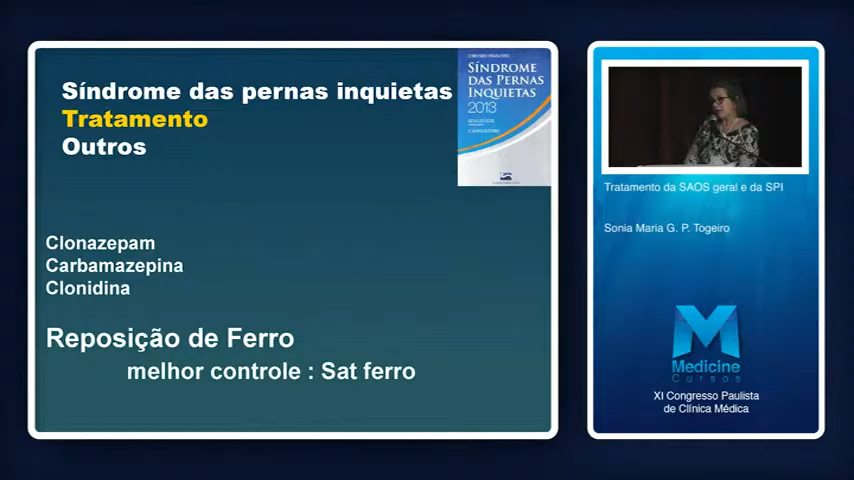 Síndrome das pernas inquietas
Tratamento
Outros
SÍNDROME
DAS PERNAS
INQUIETAS
2013
Clonazepam
Carbamazepina
Clonidina
Reposição de Ferro
melhor controle : Sat ferro
Tratamento da SAOS geral e da SPI
Sonia Maria G. P. Togeiro
M
Medicine
Cursos
XI Congresso Paulista
de Clínica Médica